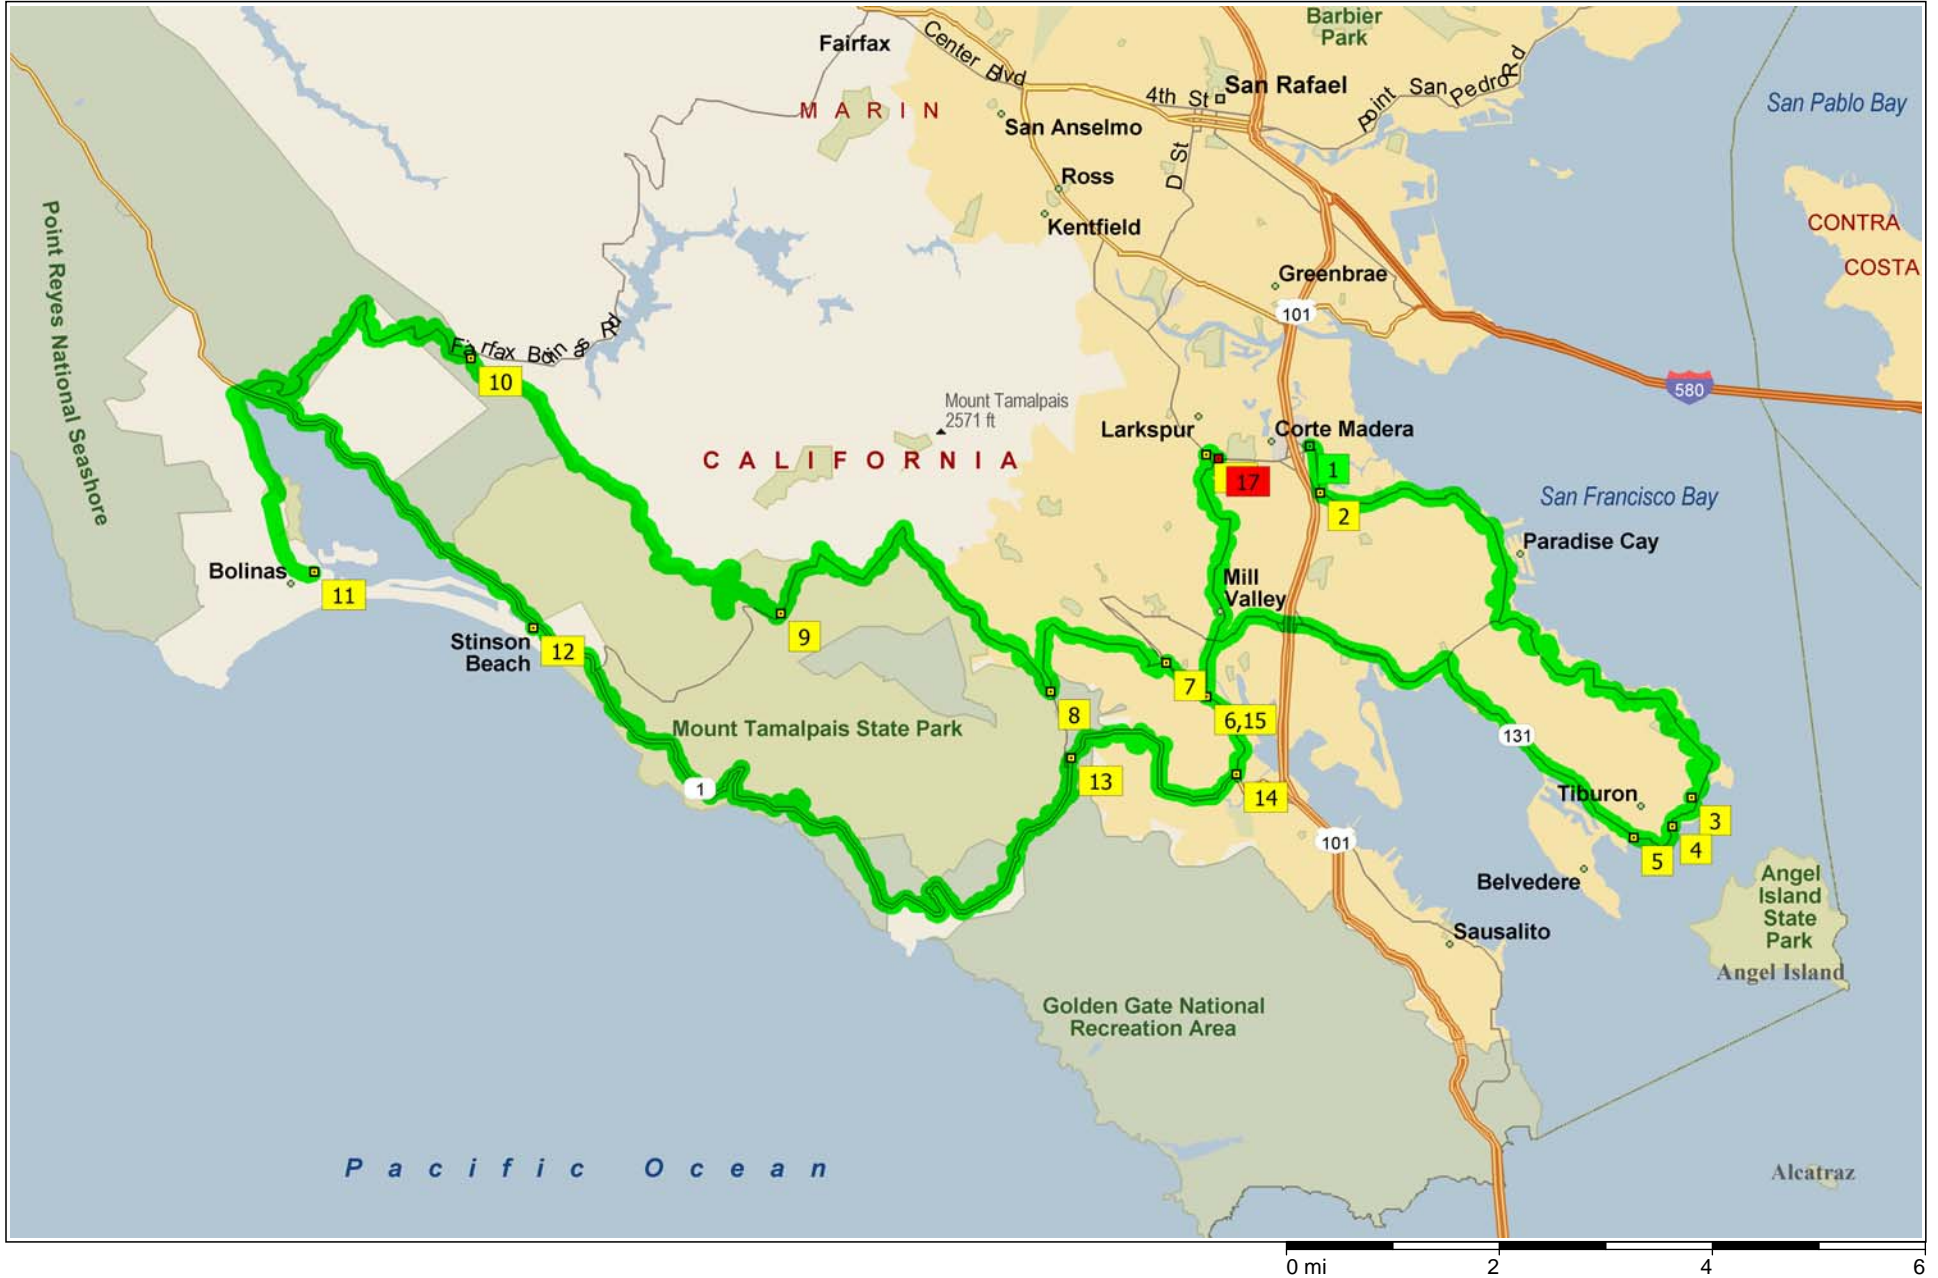 Barbier
Park
Fairfax
Center Blvd
San Rafael
4th St
Point San Pedro Rd
San Pablo Bay
MARIN
San Anselmo
D St
Ross
Kentfield
CONTRA
COSTA
Greenbrae
101
Point Reyes National Seashore
Fairfax Bolinas Rd
10
580
Mount Tamalpais
2571 ft
Larkspur
Corte Madera
CALIFORNIA
17
1
2
San Francisco Bay
Paradise Cay
Bolinas
11
Mill
Valley
Stinson
Beach
12
9
7
8
6,15
Mount Tamalpais State Park
131
13
1
14
Tiburon
3
101
4
5
Belvedere
Angel
Island
State
Park
Sausalito
Angel Island
Golden Gate National
Recreation Area
Pacific Ocean
Alcatraz
0 mi 2 4 6